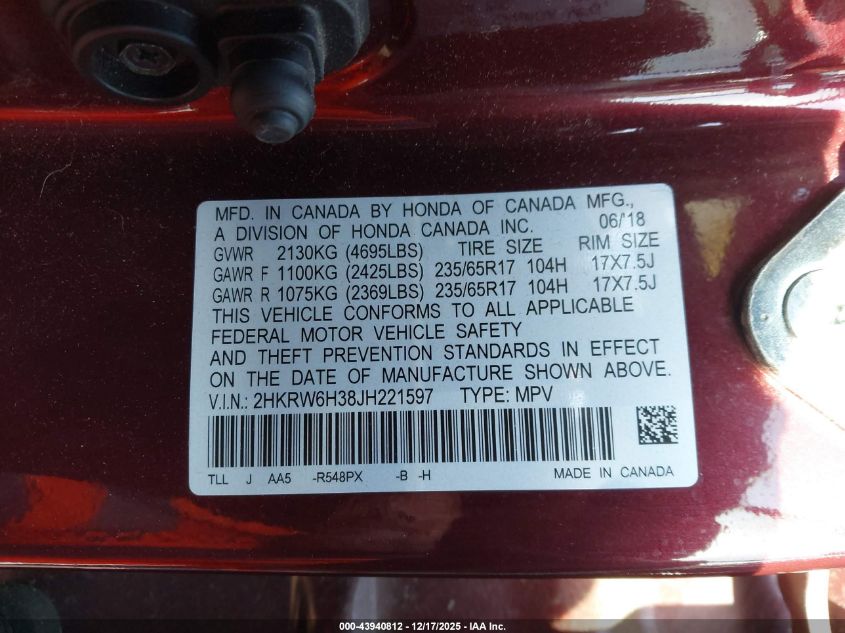 MFD. IN CANADA BY HONDA OF CANADA MFG.,
A DIVISION OF HONDA CANADA INC. 06/18
GVWR 2130KG (4695LBS) TIRE SIZE RIM SIZE
GAWR F 1100KG (2425LBS) 235/65R17 104H 17X7.5J
GAWR R 1075KG (2369LBS) 235/65R17 104H 17X7.5J
THIS VEHICLE CONFORMS TO ALL APPLICABLE
FEDERAL MOTOR VEHICLE SAFETY
AND THEFT PREVENTION STANDARDS IN EFFECT
ON THE DATE OF MANUFACTURE SHOWN ABOVE.
V.I.N.: 2HKRW6H38JH221597 TYPE: MPV
TLL J AA5 -R548PX -B -H MADE IN CANADA
000-43940812 - 12/17/2025 - IAA Inc.